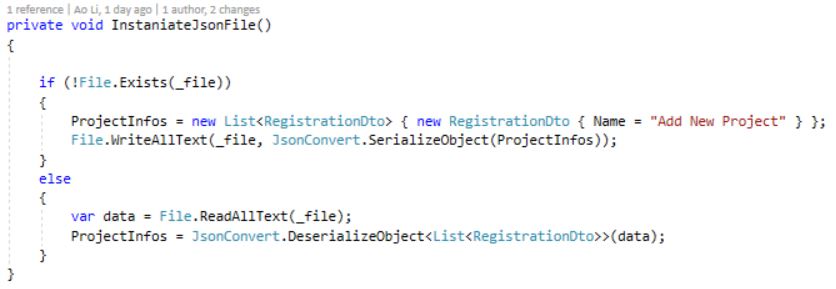 1 reference | Ao Li, 1 day ago | 1 author, 2 changes
private void InstaniateJsonFile()
{
if (!File.Exists(_file))
{
ProjectInfos = new List<RegistrationDto> { new RegistrationDto { Name = "Add New Project" } };
File.WriteAllText(_file, JsonConvert.SerializeObject(ProjectInfos));
}
else
{
var data = File.ReadAllText(_file);
ProjectInfos = JsonConvert.DeserializeObject<List<RegistrationDto>>(data);
}
}